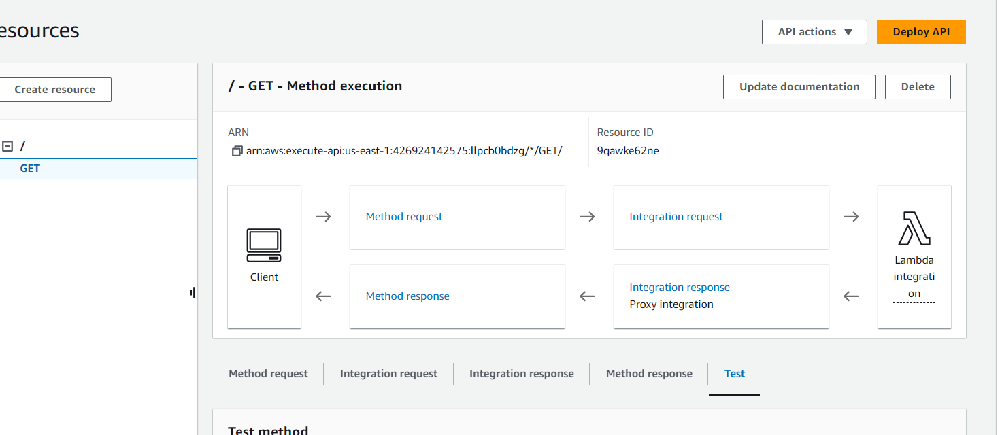 esources
API actions
Deploy API
Create resource
/ - GET - Method execution
Update documentation
Delete
/
GET
ARN
arn:aws:execute-api:us-east-1:426924142575:llpcb0bdzg/*/GET/
Resource ID
9qawke62ne
Client
Method request
Integration request
Method response
Integration response
Proxy integration
Lambda
integrati
on
Method request
Integration request
Integration response
Method response
Test
Test method